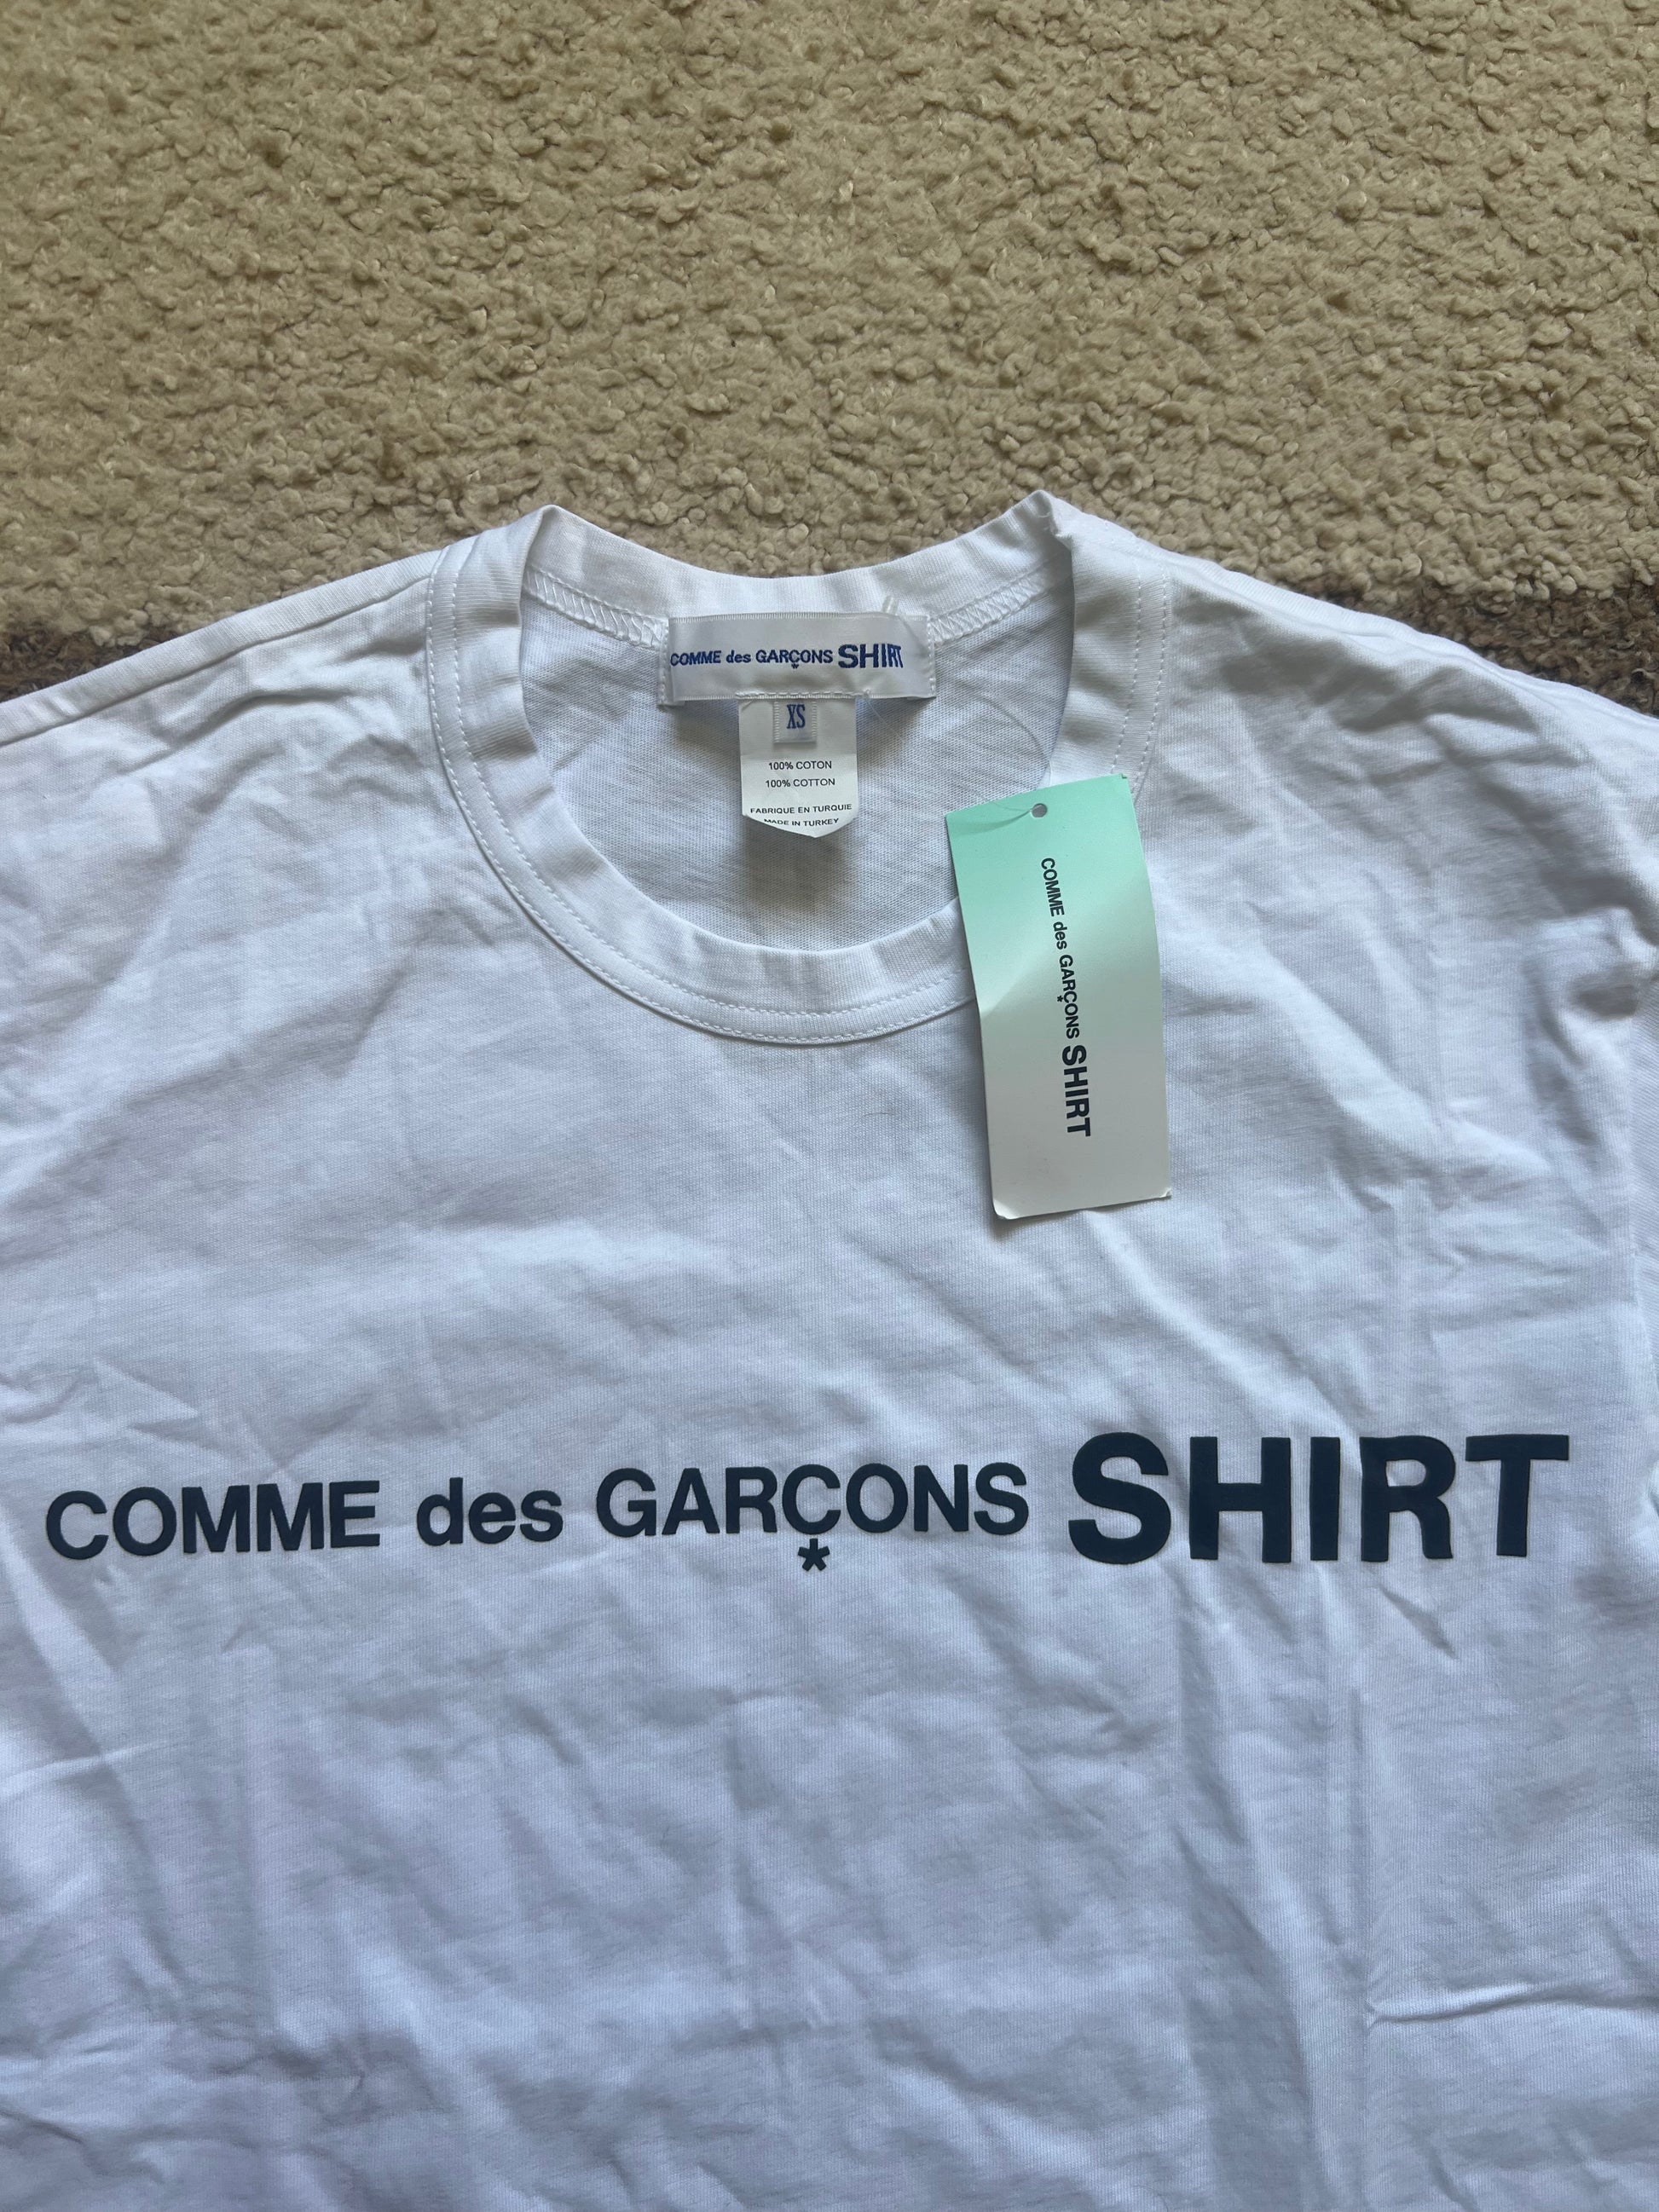 COMME des GARÇONS SHIRT
XS
100% COTON
100% COTTON
FABRIQUE EN TURQUIE
MADE IN TURKEY
COMME des GARÇONS SHIRT
COMME des GARÇONS SHIRT
*